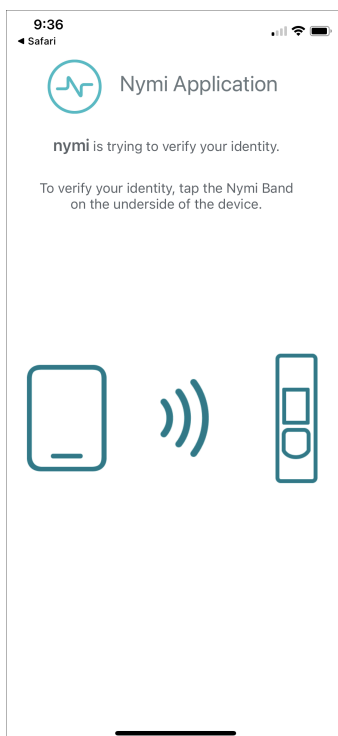 9:36
◀ Safari
Nymi Application
nymi is trying to verify your identity.
To verify your identity, tap the Nymi Band
on the underside of the device.